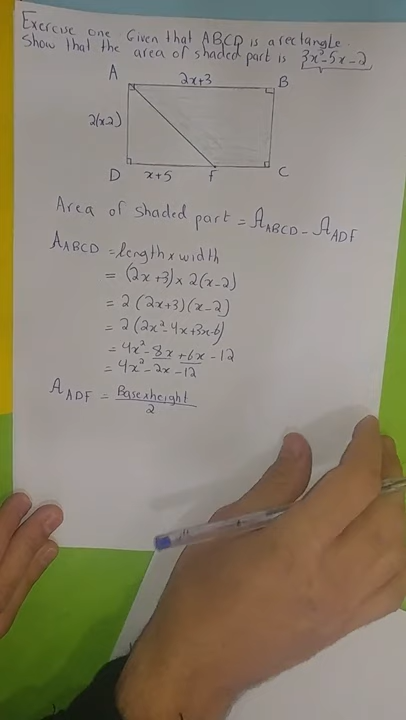 Exercise one Given that ABCD is a rectangle.
Show that the area of shaded part is 3x²-5x-2
A 2x+3 B
2(x-2)
D x+5 F C
Area of shaded part = A_ABCD - A_ADF
A_ABCD = length x width
= (2x+3) x 2(x-2)
= 2 (2x+3)(x-2)
= 2(2x²-4x+3x-6)
= 4x²-8x+6x-12
= 4x²-2x-12
A_ADF = Base x height
2